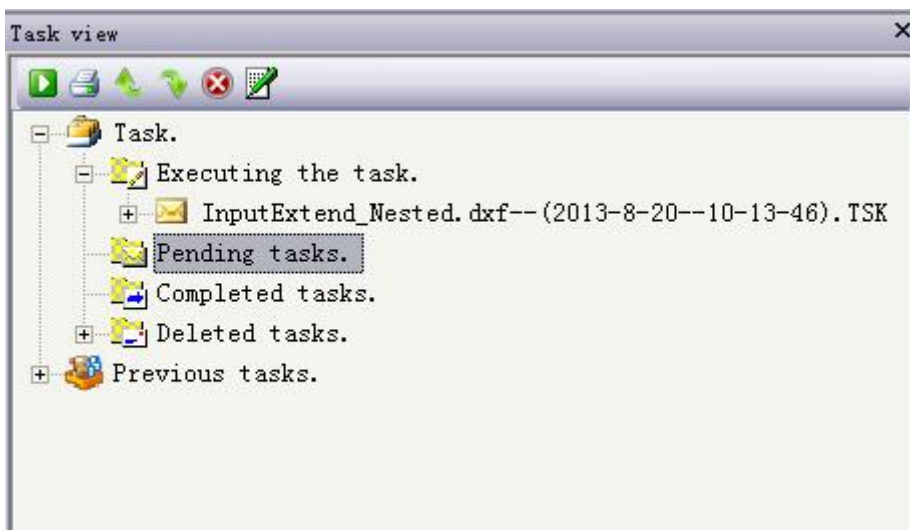 Task view
Task.
Executing the task.
InputExtend_Nested.dxf--(2013-8-20--10-13-46).TSK
Pending tasks.
Completed tasks.
Deleted tasks.
Previous tasks.